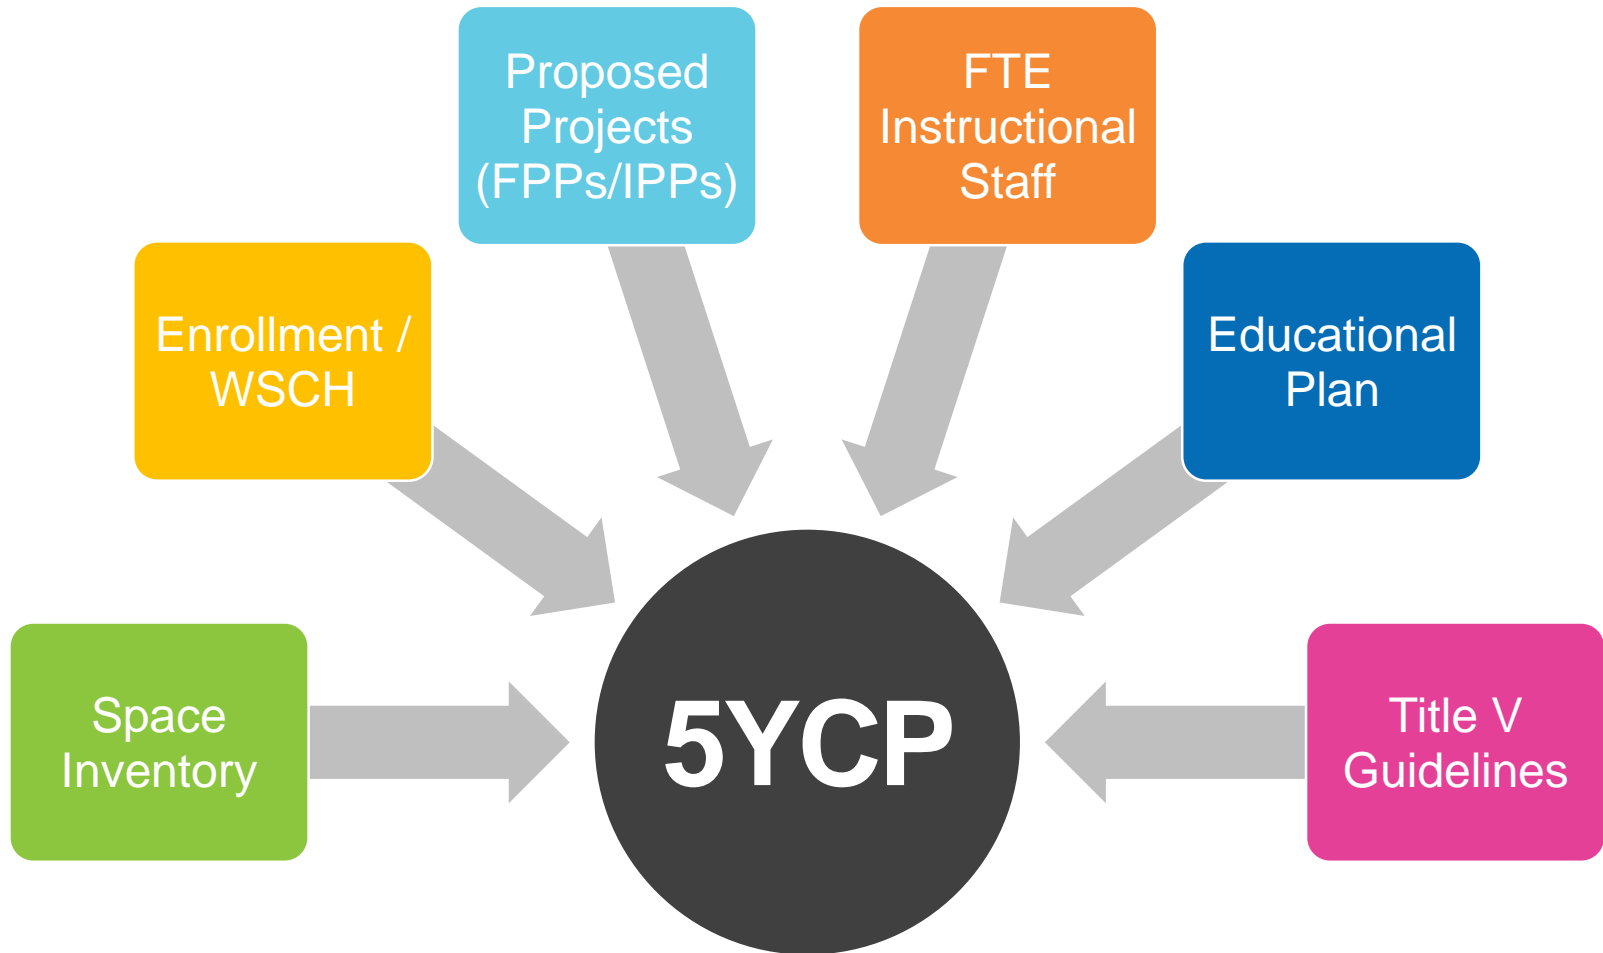 Proposed
Projects
(FPPs/IPPs)
FTE
Instructional
Staff
Enrollment /
WSCH
Educational
Plan
Space
Inventory
5YCP
Title V
Guidelines